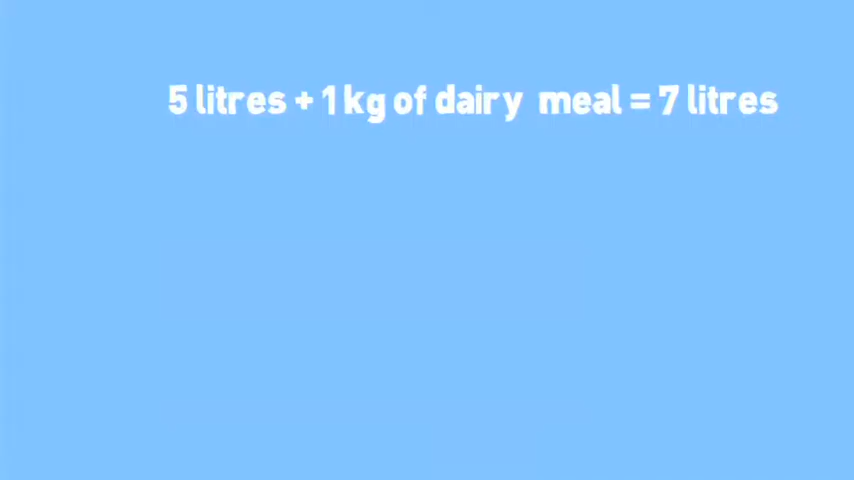 5 litres + 1 kg of dairy meal = 7 litres